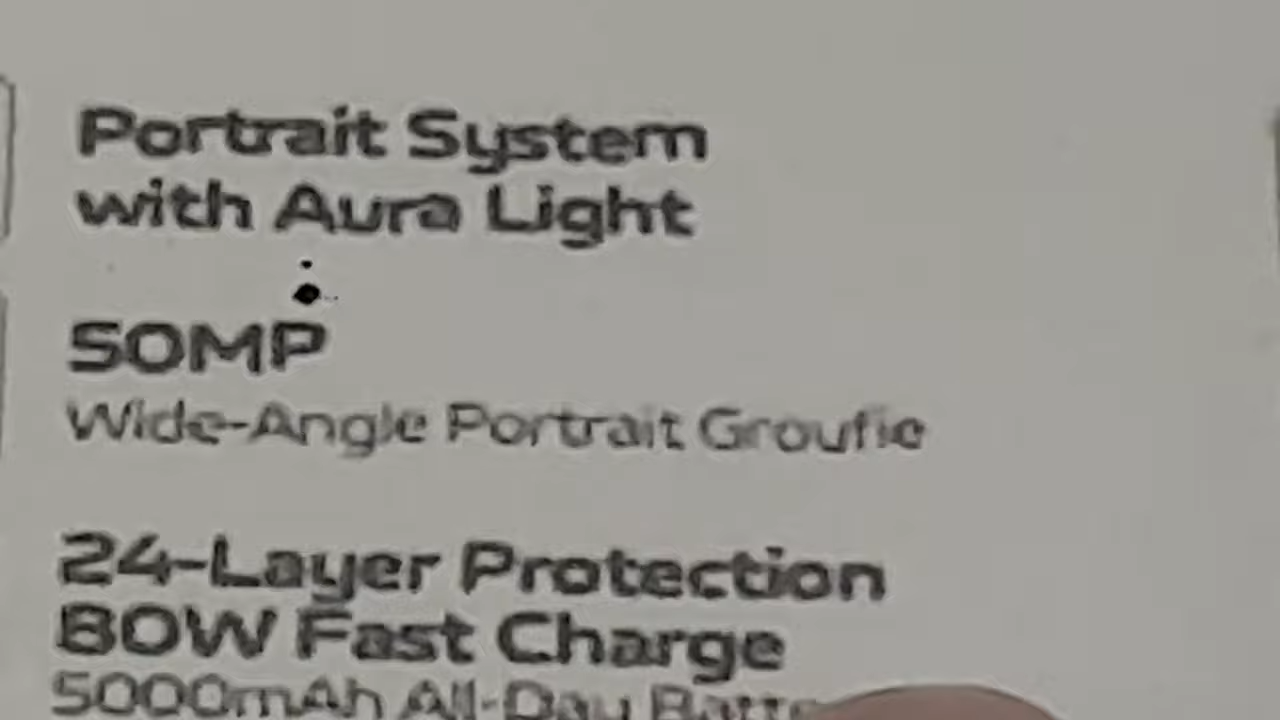 Portrait System
with Aura Light
50MP
Wide-Angle Portrait Groufie
24-Layer Protection
80W Fast Charge
5000mAh All-Day